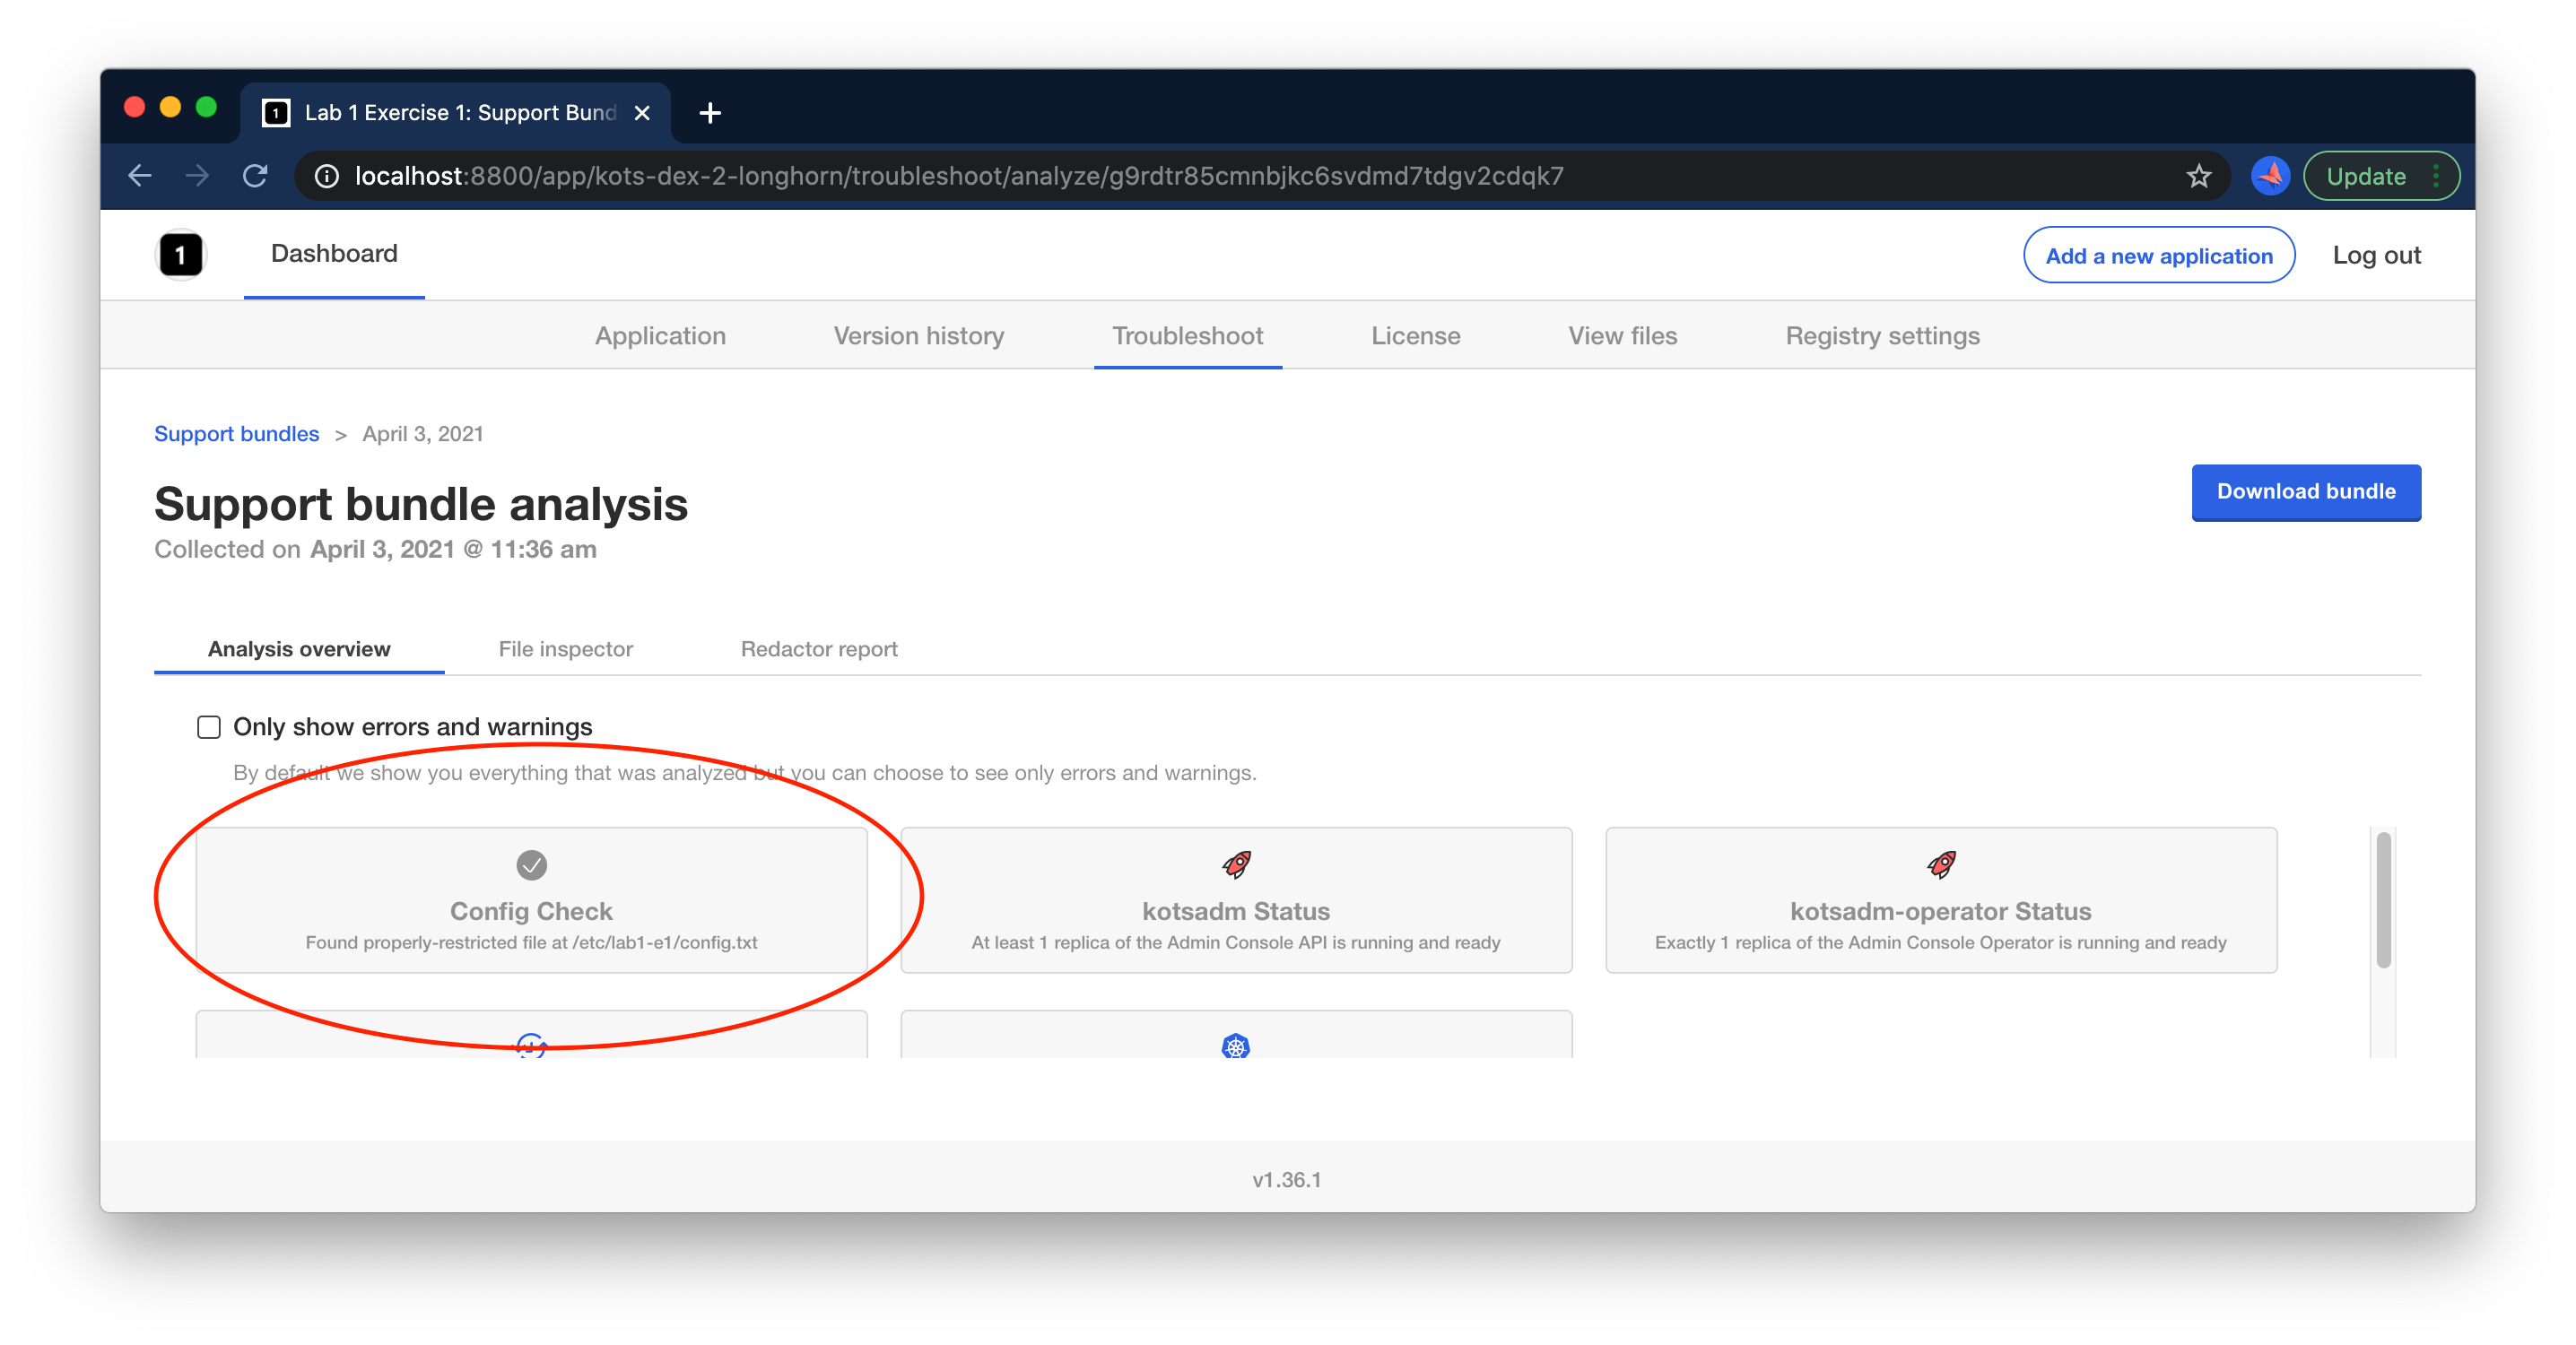 1 Lab 1 Exercise 1: Support Bund
localhost:8800/app/kots-dex-2-longhorn/troubleshoot/analyze/g9rdtr85cmnbjkc6svdmd7tdgv2cdqk7
Update
1 Dashboard
Add a new application
Log out
Application Version history Troubleshoot License View files Registry settings
Support bundles > April 3, 2021
Support bundle analysis
Download bundle
Collected on April 3, 2021 @ 11:36 am
Analysis overview File inspector Redactor report
Only show errors and warnings
By default we show you everything that was analyzed but you can choose to see only errors and warnings.
Config Check
Found properly-restricted file at /etc/lab1-e1/config.txt
kotsadm Status
At least 1 replica of the Admin Console API is running and ready
kotsadm-operator Status
Exactly 1 replica of the Admin Console Operator is running and ready
v1.36.1